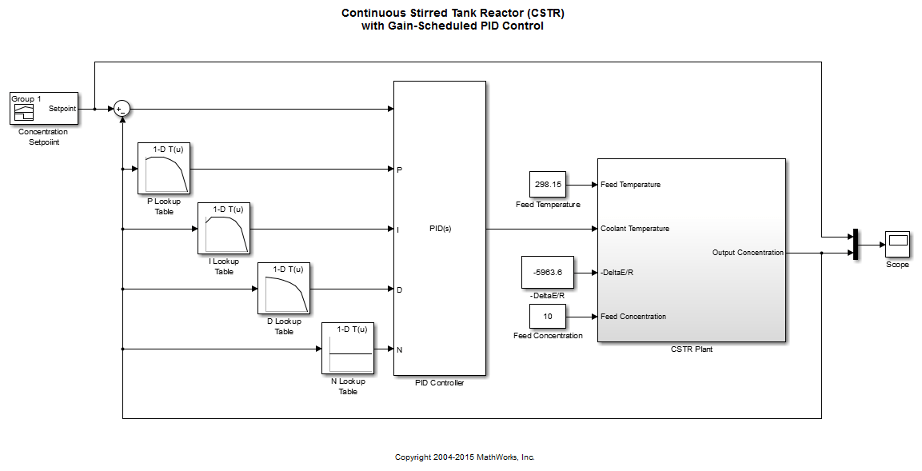 Continuous Stirred Tank Reactor (CSTR)
with Gain-Scheduled PID Control
Group 1
Setpoint
Concentration
Setpoiint
+
-
1-D T(u)
P Lookup
Table
1-D T(u)
I Lookup
Table
1-D T(u)
D Lookup
Table
1-D T(u)
N Lookup
Table
P
I
D
N
PID(s)
PID Controller
298.15
Feed Temperature
-5963.6
-DeltaE/R
10
Feed Concentration
Feed Temperature
Coolant Temperature
-DeltaE/R
Feed Concentration
Output Concentration
CSTR Plant
Scope
Copyright 2004-2015 MathWorks, Inc.